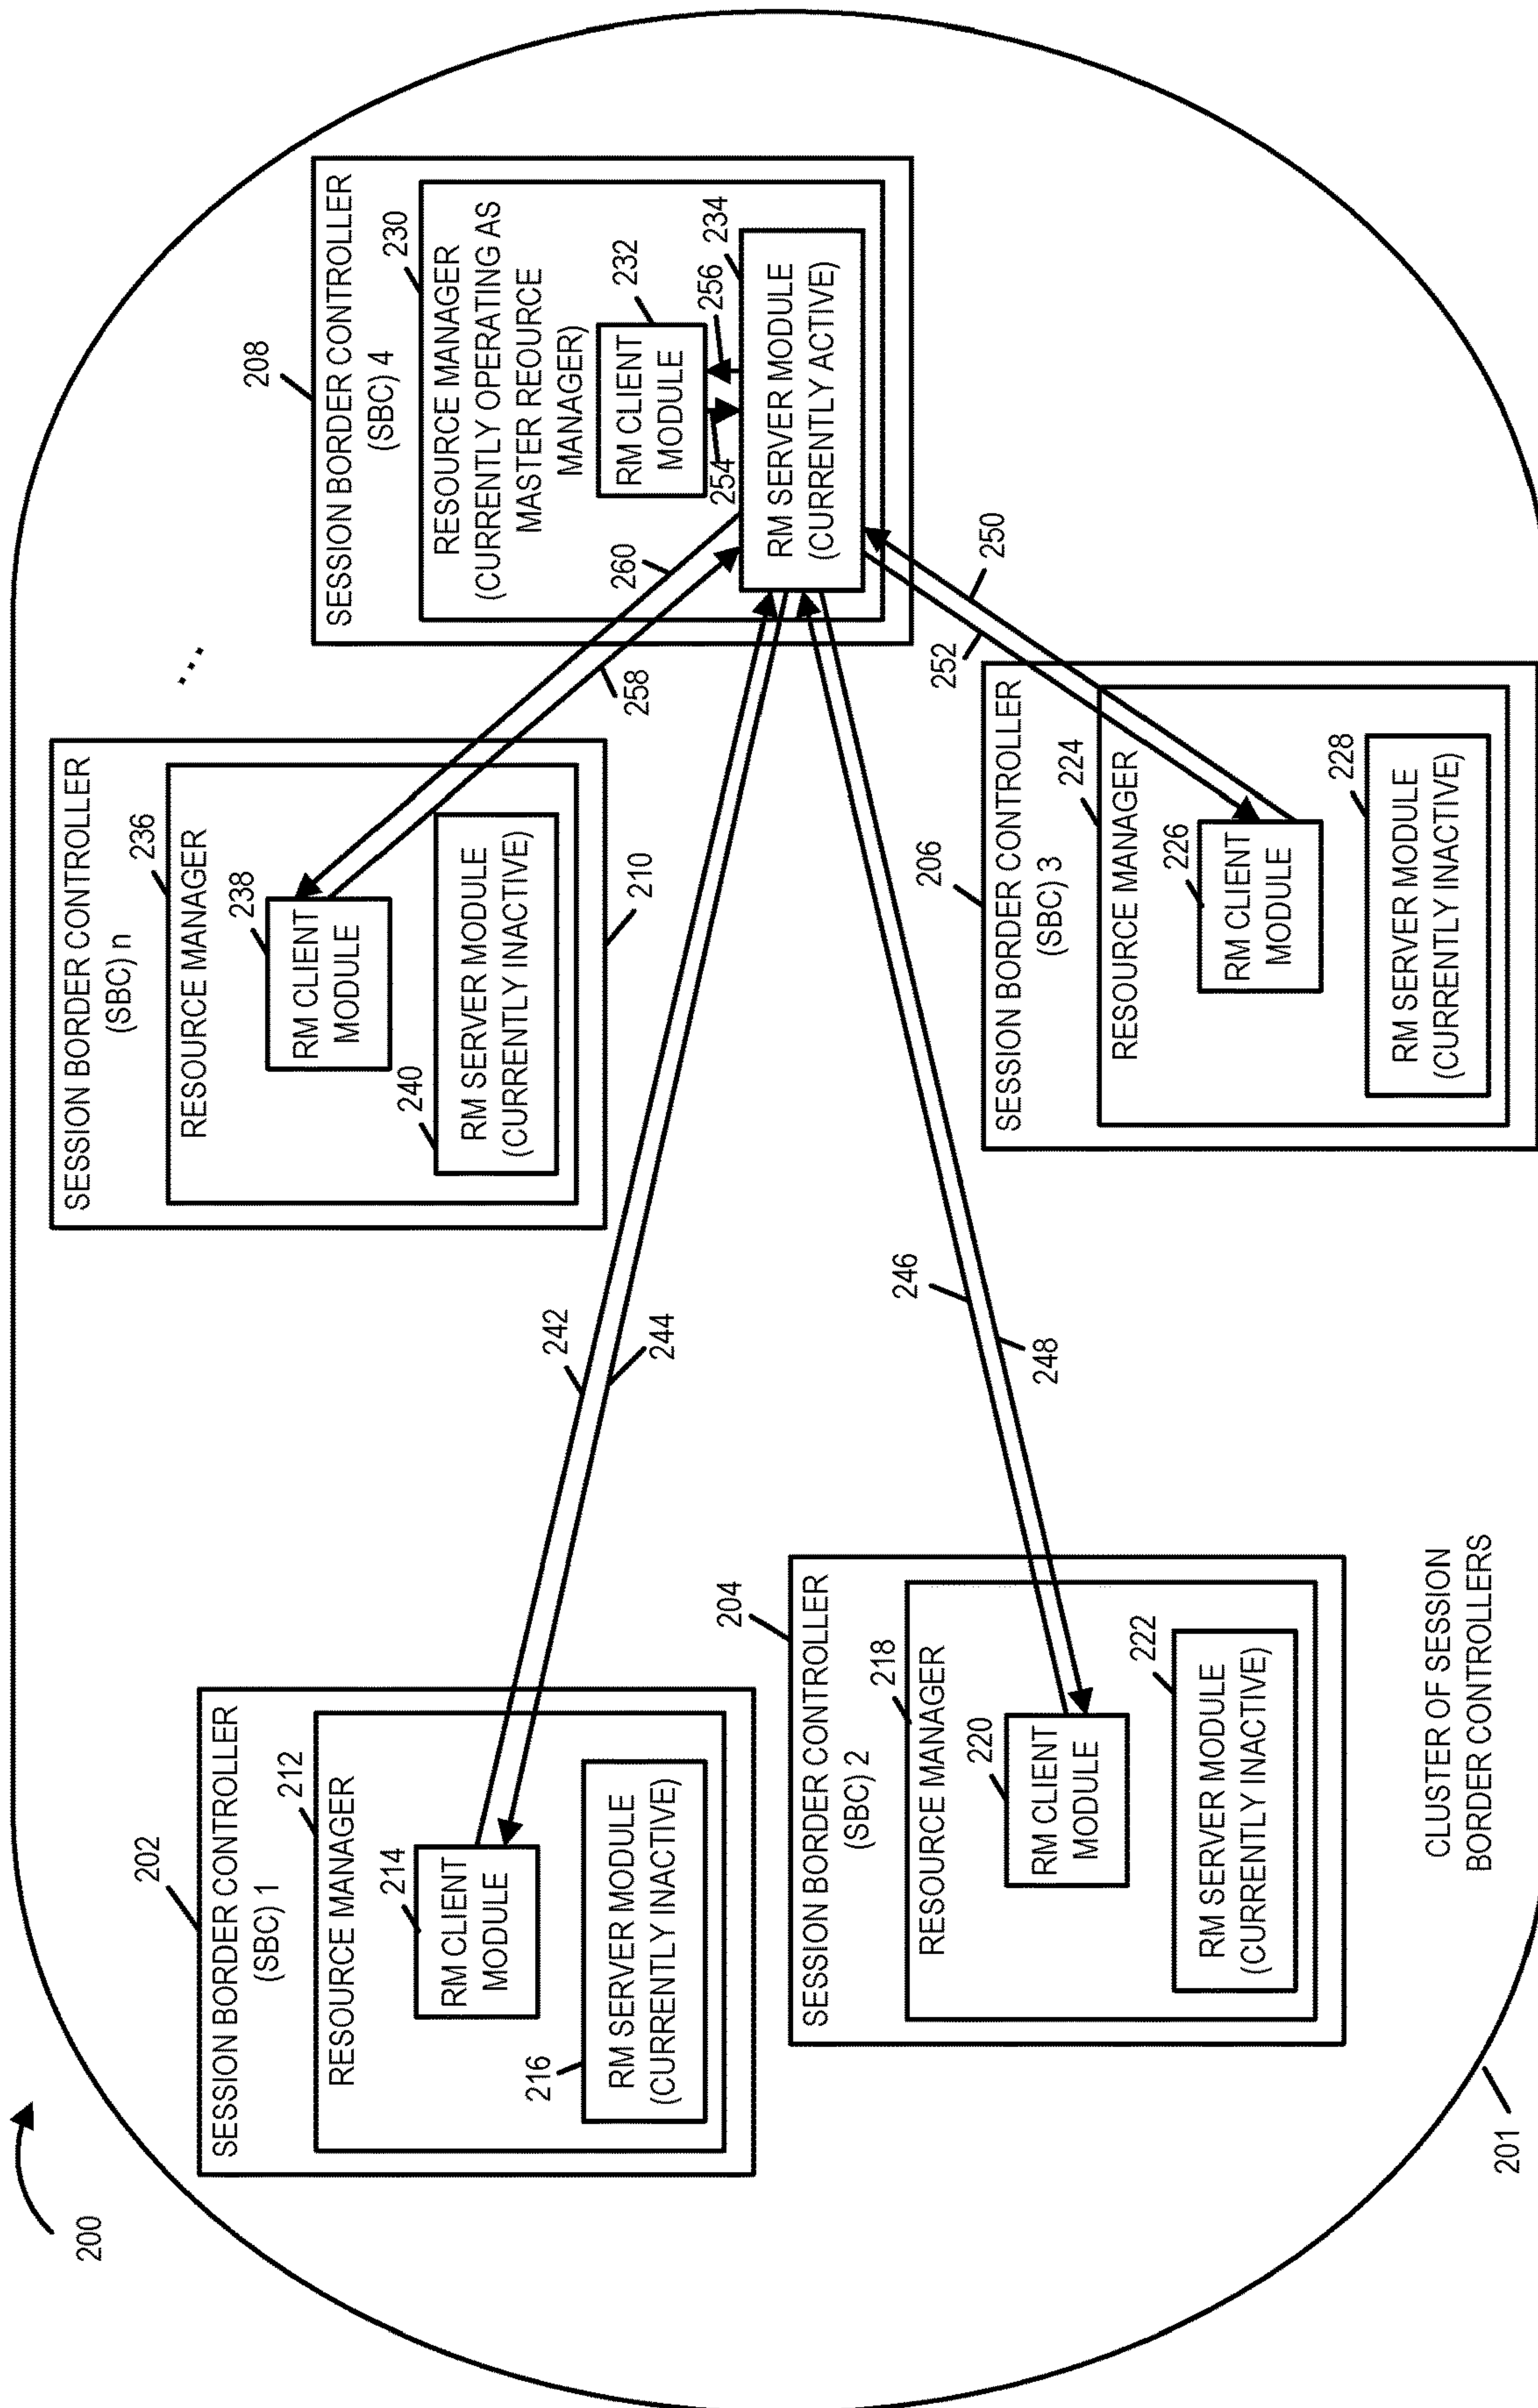 200
202
SESSION BORDER CONTROLLER
(SBC) 1
212
RESOURCE MANAGER
214
RM CLIENT
MODULE
216
RM SERVER MODULE
(CURRENTLY INACTIVE)
SESSION BORDER CONTROLLER
(SBC) n
236
RESOURCE MANAGER
238
RM CLIENT
MODULE
240
RM SERVER MODULE
(CURRENTLY INACTIVE)
210
...
208
SESSION BORDER CONTROLLER
(SBC) 4
230
RESOURCE MANAGER
(CURRENTLY OPERATING AS
MASTER REOURCE
MANAGER)
232
RM CLIENT
MODULE
254
256
234
RM SERVER MODULE
(CURRENTLY ACTIVE)
260
258
242
244
246
248
252
250
204
SESSION BORDER CONTROLLER
(SBC) 2
218
RESOURCE MANAGER
220
RM CLIENT
MODULE
222
RM SERVER MODULE
(CURRENTLY INACTIVE)
206
SESSION BORDER CONTROLLER
(SBC) 3
224
RESOURCE MANAGER
226
RM CLIENT
MODULE
228
RM SERVER MODULE
(CURRENTLY INACTIVE)
CLUSTER OF SESSION
BORDER CONTROLLERS
201